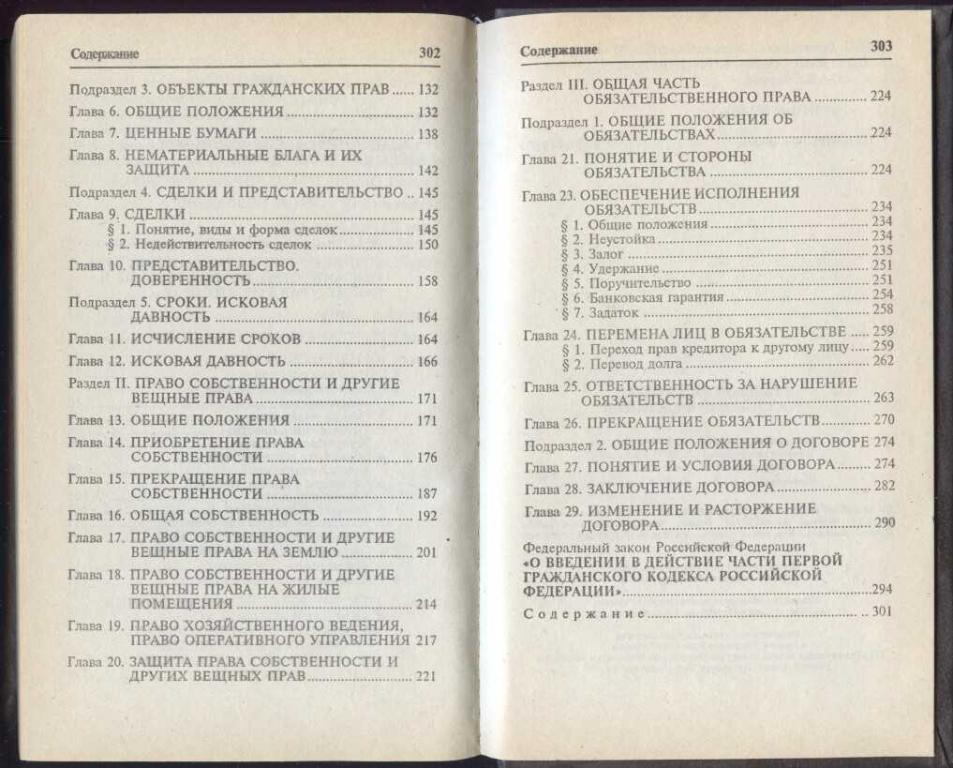 Содержание 302
Подраздел 3. ОБЪЕКТЫ ГРАЖДАНСКИХ ПРАВ ..... 132
Глава 6. ОБЩИЕ ПОЛОЖЕНИЯ ..... 132
Глава 7. ЦЕННЫЕ БУМАГИ ..... 138
Глава 8. НЕМАТЕРИАЛЬНЫЕ БЛАГА И ИХ
ЗАЩИТА ..... 142
Подраздел 4. СДЕЛКИ И ПРЕДСТАВИТЕЛЬСТВО .. 145
Глава 9. СДЕЛКИ ..... 145
§ 1. Понятие, виды и форма сделок ..... 145
§ 2. Недействительность сделок ..... 150
Глава 10. ПРЕДСТАВИТЕЛЬСТВО.
ДОВЕРЕННОСТЬ ..... 158
Подраздел 5. СРОКИ. ИСКОВАЯ
ДАВНОСТЬ ..... 164
Глава 11. ИСЧИСЛЕНИЕ СРОКОВ ..... 164
Глава 12. ИСКОВАЯ ДАВНОСТЬ ..... 166
Раздел II. ПРАВО СОБСТВЕННОСТИ И ДРУГИЕ
ВЕЩНЫЕ ПРАВА ..... 171
Глава 13. ОБЩИЕ ПОЛОЖЕНИЯ ..... 171
Глава 14. ПРИОБРЕТЕНИЕ ПРАВА
СОБСТВЕННОСТИ ..... 176
Глава 15. ПРЕКРАЩЕНИЕ ПРАВА
СОБСТВЕННОСТИ ..... 187
Глава 16. ОБЩАЯ СОБСТВЕННОСТЬ ..... 192
Глава 17. ПРАВО СОБСТВЕННОСТИ И ДРУГИЕ
ВЕЩНЫЕ ПРАВА НА ЗЕМЛЮ ..... 201
Глава 18. ПРАВО СОБСТВЕННОСТИ И ДРУГИЕ
ВЕЩНЫЕ ПРАВА НА ЖИЛЫЕ
ПОМЕЩЕНИЯ ..... 214
Глава 19. ПРАВО ХОЗЯЙСТВЕННОГО ВЕДЕНИЯ,
ПРАВО ОПЕРАТИВНОГО УПРАВЛЕНИЯ 217
Глава 20. ЗАЩИТА ПРАВА СОБСТВЕННОСТИ И
ДРУГИХ ВЕЩНЫХ ПРАВ ..... 221
Содержание 303
Раздел III. ОБЩАЯ ЧАСТЬ
ОБЯЗАТЕЛЬСТВЕННОГО ПРАВА ..... 224
Подраздел 1. ОБЩИЕ ПОЛОЖЕНИЯ ОБ
ОБЯЗАТЕЛЬСТВАХ ..... 224
Глава 21. ПОНЯТИЕ И СТОРОНЫ
ОБЯЗАТЕЛЬСТВА ..... 224
Глава 23. ОБЕСПЕЧЕНИЕ ИСПОЛНЕНИЯ
ОБЯЗАТЕЛЬСТВ ..... 234
§ 1. Общие положения ..... 234
§ 2. Неустойка ..... 234
§ 3. Залог ..... 235
§ 4. Удержание ..... 251
§ 5. Поручительство ..... 251
§ 6. Банковская гарантия ..... 254
§ 7. Задаток ..... 258
Глава 24. ПЕРЕМЕНА ЛИЦ В ОБЯЗАТЕЛЬСТВЕ ..... 259
§ 1. Переход прав кредитора к другому лицу .... 259
§ 2. Перевод долга ..... 262
Глава 25. ОТВЕТСТВЕННОСТЬ ЗА НАРУШЕНИЕ
ОБЯЗАТЕЛЬСТВ ..... 263
Глава 26. ПРЕКРАЩЕНИЕ ОБЯЗАТЕЛЬСТВ ..... 270
Подраздел 2. ОБЩИЕ ПОЛОЖЕНИЯ О ДОГОВОРЕ 274
Глава 27. ПОНЯТИЕ И УСЛОВИЯ ДОГОВОРА ..... 274
Глава 28. ЗАКЛЮЧЕНИЕ ДОГОВОРА ..... 282
Глава 29. ИЗМЕНЕНИЕ И РАСТОРЖЕНИЕ
ДОГОВОРА ..... 290
Федеральный закон Российской Федерации
«О ВВЕДЕНИИ В ДЕЙСТВИЕ ЧАСТИ ПЕРВОЙ
ГРАЖДАНСКОГО КОДЕКСА РОССИЙСКОЙ
ФЕДЕРАЦИИ» ..... 294
Содержание ..... 301